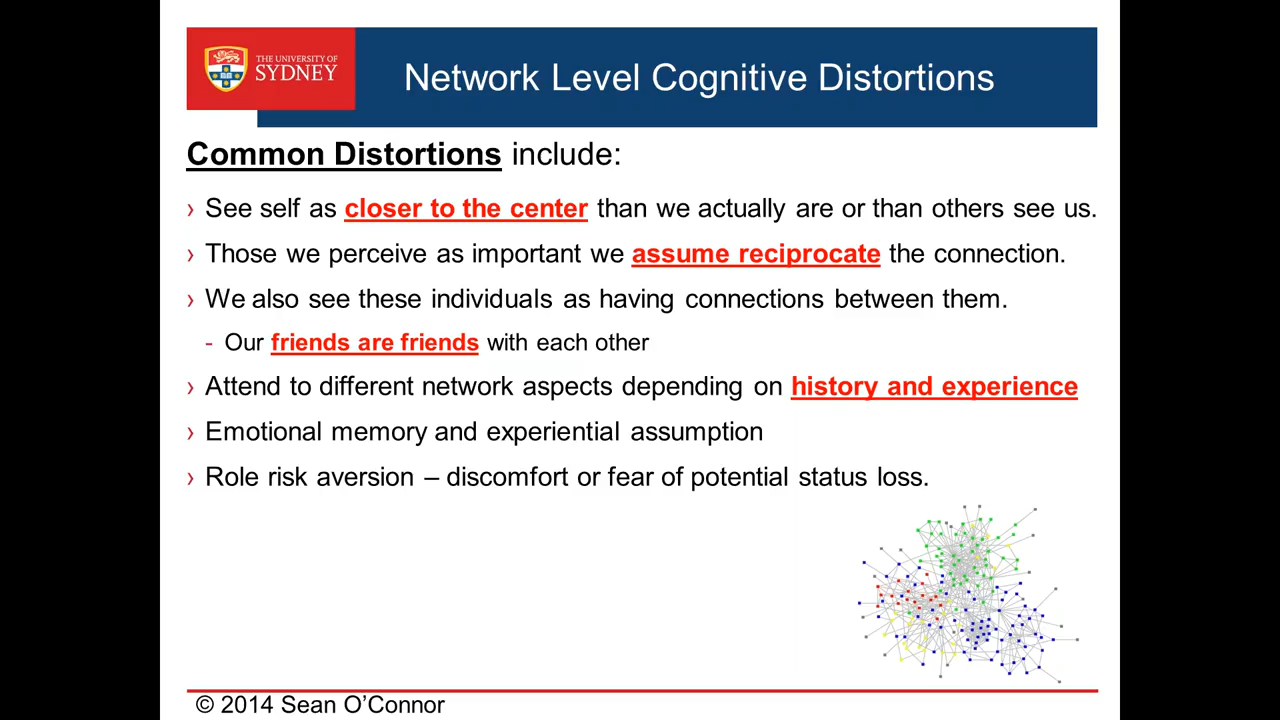 THE UNIVERSITY OF
SYDNEY
Network Level Cognitive Distortions
Common Distortions include:
› See self as closer to the center than we actually are or than others see us.
› Those we perceive as important we assume reciprocate the connection.
› We also see these individuals as having connections between them.
- Our friends are friends with each other
› Attend to different network aspects depending on history and experience
› Emotional memory and experiential assumption
› Role risk aversion – discomfort or fear of potential status loss.
© 2014 Sean O’Connor